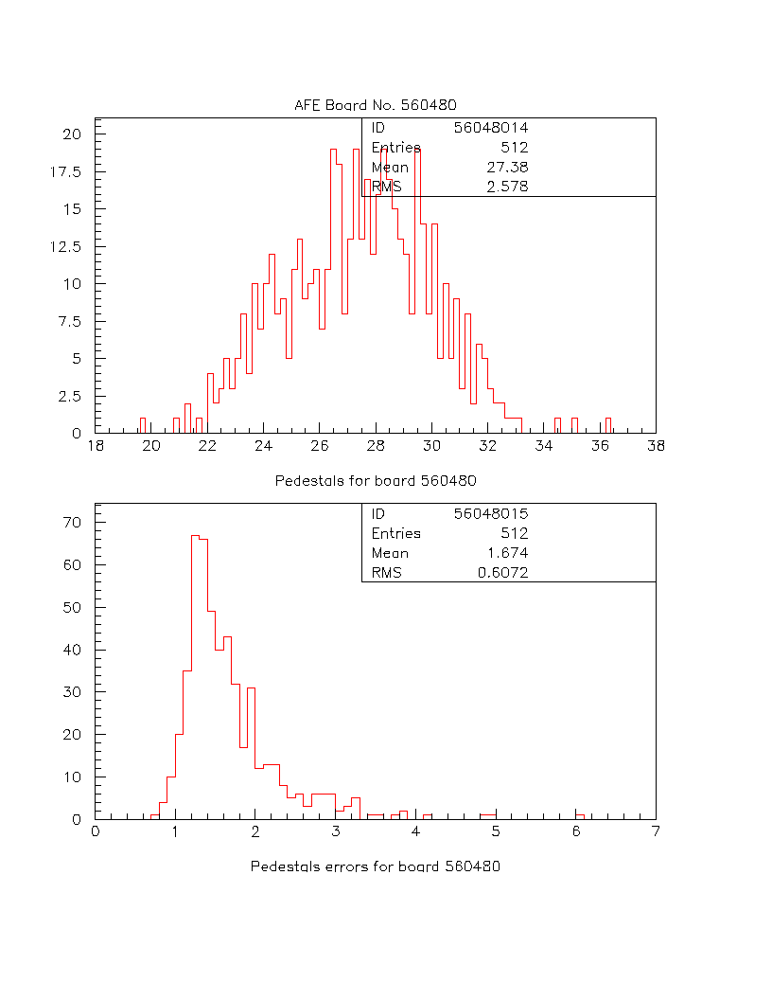 AFE Board No. 560480
ID 56048014
Entries 512
Mean 27.38
RMS 2.578
20
17.5
15
12.5
10
7.5
5
2.5
0
18 20 22 24 26 28 30 32 34 36 38
Pedestals for board 560480
ID 56048015
Entries 512
Mean 1.674
RMS 0.6072
70
60
50
40
30
20
10
0
0 1 2 3 4 5 6 7
Pedestals errors for board 560480